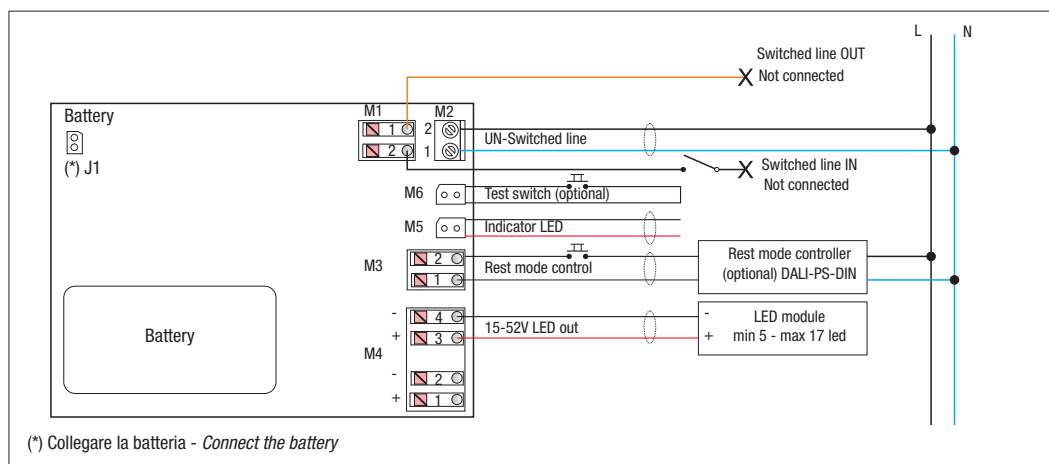 L N
Switched line OUT
Not connected
Battery
(*) J1
M1 M2
1 2
UN-Switched line
2 1
Switched line IN
Not connected
M6 Test switch (optional)
M5 Indicator LED
M3
2
Rest mode control
1
Rest mode controller
(optional) DALI-PS-DIN
Battery
M4
- 4
15-52V LED out
+ 3
- 2
+ 1
- LED module
+ min 5 - max 17 led
(*) Collegare la batteria - Connect the battery